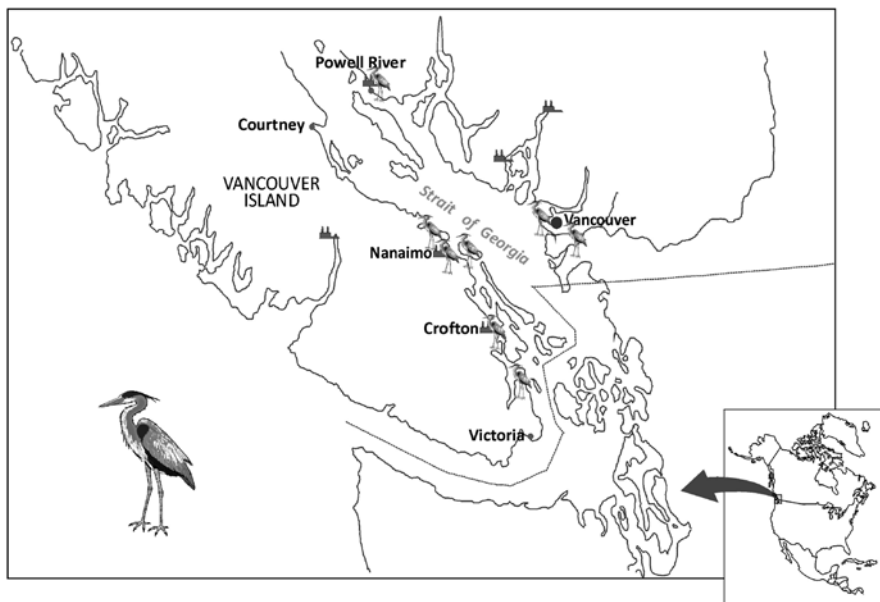 Powell River
Courtney
VANCOUVER
ISLAND
Strait of Georgia
Vancouver
Nanaimo
Crofton
Victoria